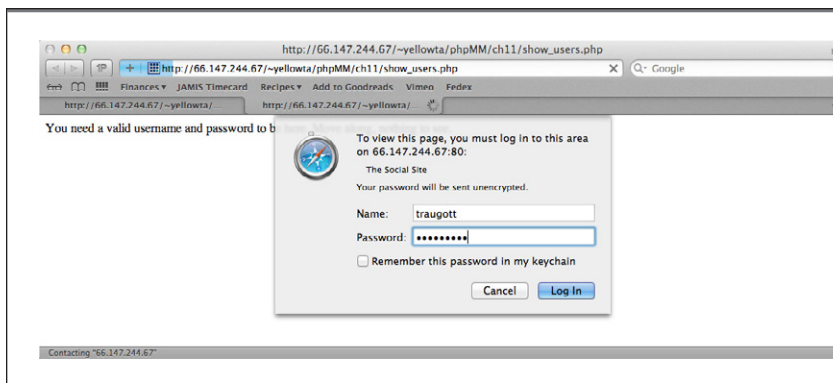 http://66.147.244.67/~yellowta/phpMM/ch11/show_users.php
1P + http://66.147.244.67/~yellowta/phpMM/ch11/show_users.php Google
Finances JAMIS Timecard Recipes Add to Goodreads Vimeo Fedex
http://66.147.244.67/~yellowta/... http://66.147.244.67/~yellowta/...
You need a valid username and password to b
To view this page, you must log in to this area
on 66.147.244.67:80:
The Social Site
Your password will be sent unencrypted.
Name: traugott
Password: •••••••••
Remember this password in my keychain
Cancel Log In
Contacting "66.147.244.67"